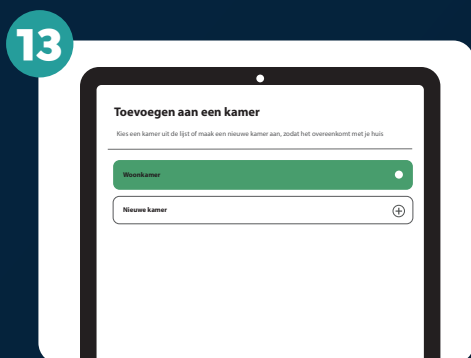 13
Toevoegen aan een kamer
Kies een kamer uit de lijst of maak een nieuwe kamer aan, zodat het overeenkomt met je huis
Woonkamer
Nieuwe kamer